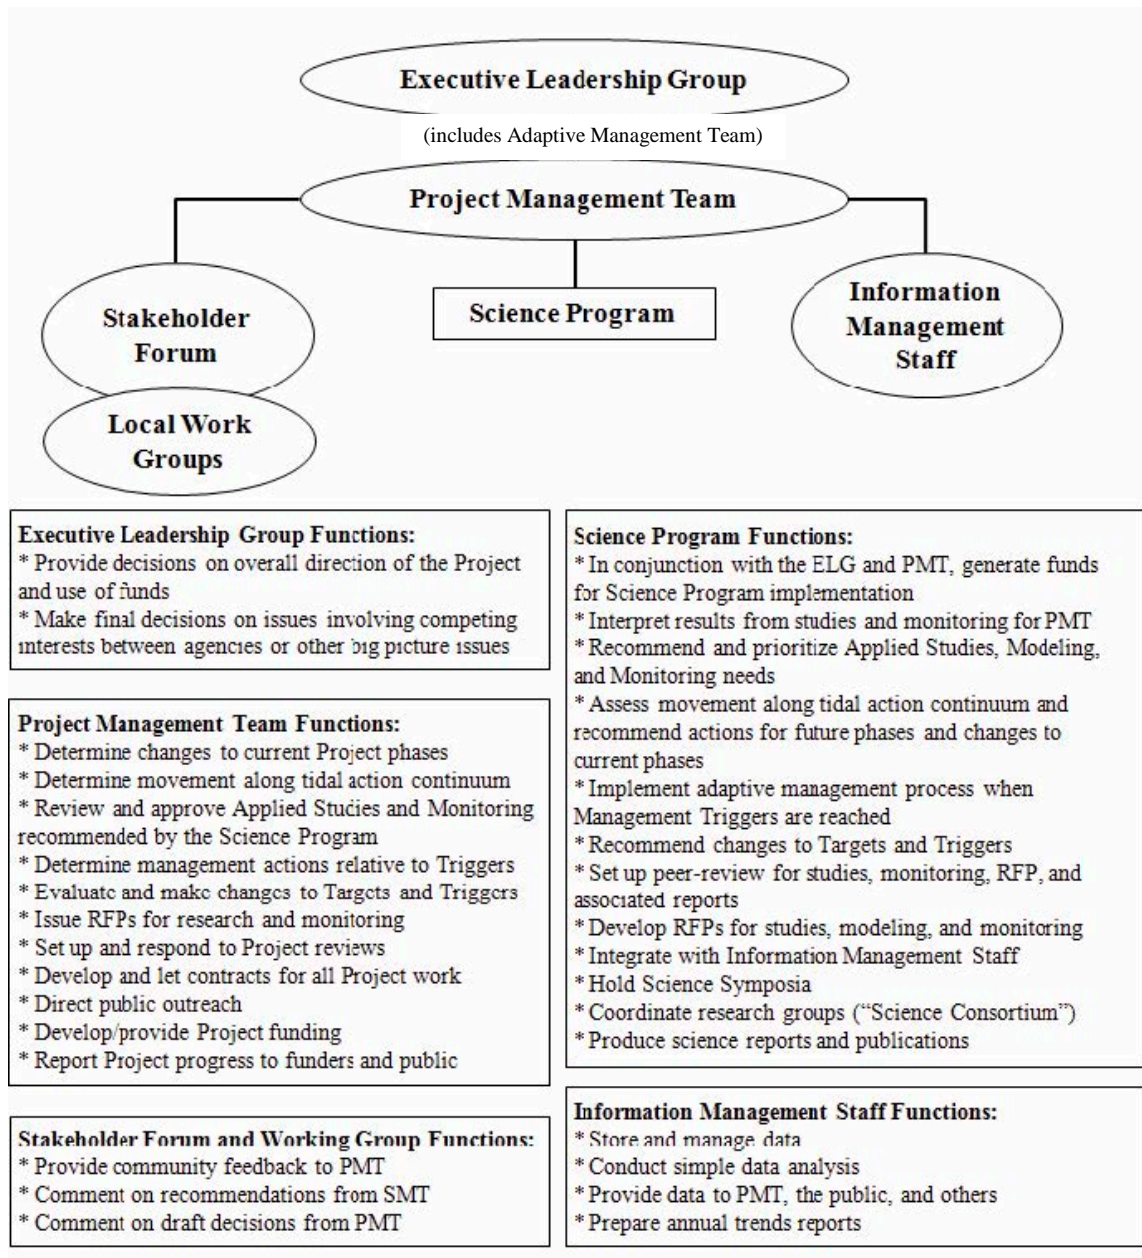 Executive Leadership Group
(includes Adaptive Management Team)
Project Management Team
Stakeholder
Forum
Local Work
Groups
Science Program
Information
Management
Staff
Executive Leadership Group Functions:
* Provide decisions on overall direction of the Project
and use of funds
* Make final decisions on issues involving competing
interests between agencies or other big picture issues
Project Management Team Functions:
* Determine changes to current Project phases
* Determine movement along tidal action continuum
* Review and approve Applied Studies and Monitoring
recommended by the Science Program
* Determine management actions relative to Triggers
* Evaluate and make changes to Targets and Triggers
* Issue RFPs for research and monitoring
* Set up and respond to Project reviews
* Develop and let contracts for all Project work
* Direct public outreach
* Develop/provide Project funding
* Report Project progress to funders and public
Stakeholder Forum and Working Group Functions:
* Provide community feedback to PMT
* Comment on recommendations from SMT
* Comment on draft decisions from PMT
Science Program Functions:
* In conjunction with the ELG and PMT, generate funds
for Science Program implementation
* Interpret results from studies and monitoring for PMT
* Recommend and prioritize Applied Studies, Modeling,
and Monitoring needs
* Assess movement along tidal action continuum and
recommend actions for future phases and changes to
current phases
* Implement adaptive management process when
Management Triggers are reached
* Recommend changes to Targets and Triggers
* Set up peer-review for studies, monitoring, RFP, and
associated reports
* Develop RFPs for studies, modeling, and monitoring
* Integrate with Information Management Staff
* Hold Science Symposia
* Coordinate research groups (“Science Consortium”)
* Produce science reports and publications
Information Management Staff Functions:
* Store and manage data
* Conduct simple data analysis
* Provide data to PMT, the public, and others
* Prepare annual trends reports